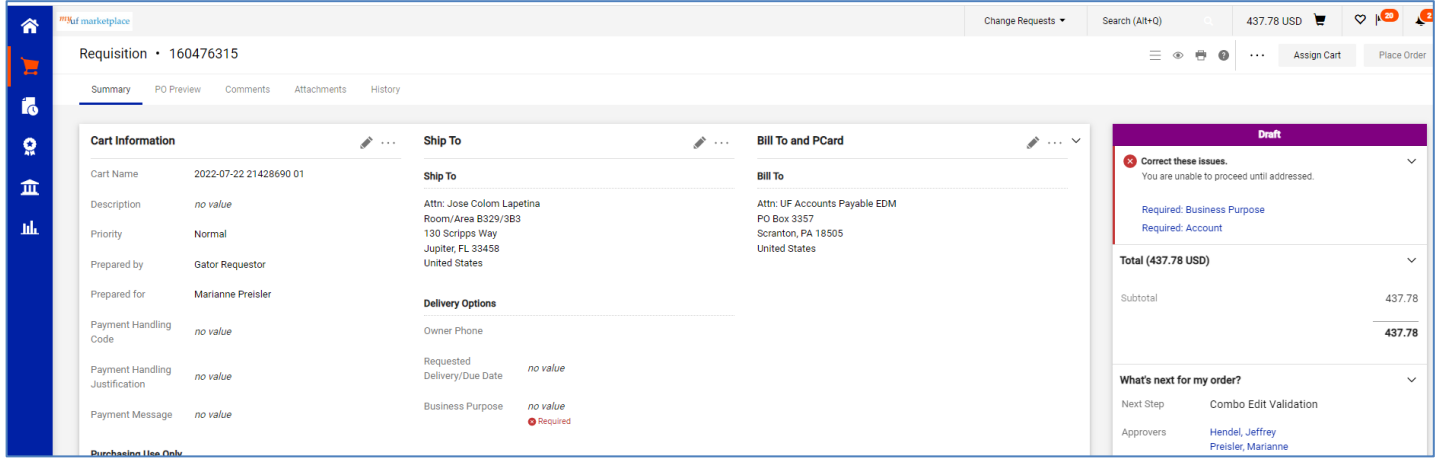 myuf marketplace
Change Requests
Search (Alt+Q)
437.78 USD
20
2
Requisition • 160476315
Assign Cart
Place Order
Summary
PO Preview
Comments
Attachments
History
Cart Information
Cart Name 2022-07-22 21428690 01
Description no value
Priority Normal
Prepared by Gator Requestor
Prepared for Marianne Preisler
Payment Handling
Code
no value
Payment Handling
Justification
no value
Payment Message no value
Purchasing Use Only
Ship To
Ship To
Attn: Jose Colom Lapetina
Room/Area B329/3B3
130 Scripps Way
Jupiter, FL 33458
United States
Delivery Options
Owner Phone
Requested
Delivery/Due Date
no value
Business Purpose no value
Required
Bill To and PCard
Bill To
Attn: UF Accounts Payable EDM
PO Box 3357
Scranton, PA 18505
United States
Draft
Correct these issues.
You are unable to proceed until addressed.
Required: Business Purpose
Required: Account
Total (437.78 USD)
Subtotal 437.78
437.78
What's next for my order?
Next Step Combo Edit Validation
Approvers Hendel, Jeffrey
Preisler, Marianne